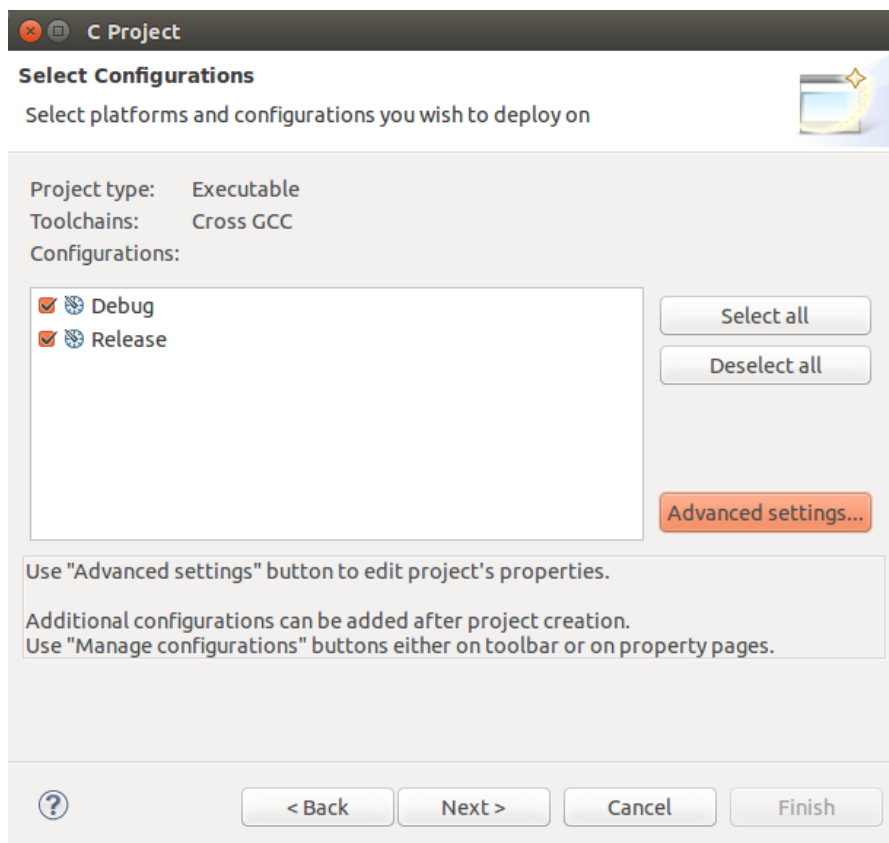 C Project
Select Configurations
Select platforms and configurations you wish to deploy on
Project type: Executable
Toolchains: Cross GCC
Configurations:
Debug
Release
Select all
Deselect all
Advanced settings...
Use "Advanced settings" button to edit project's properties.
Additional configurations can be added after project creation.
Use "Manage configurations" buttons either on toolbar or on property pages.
?
< Back
Next >
Cancel
Finish